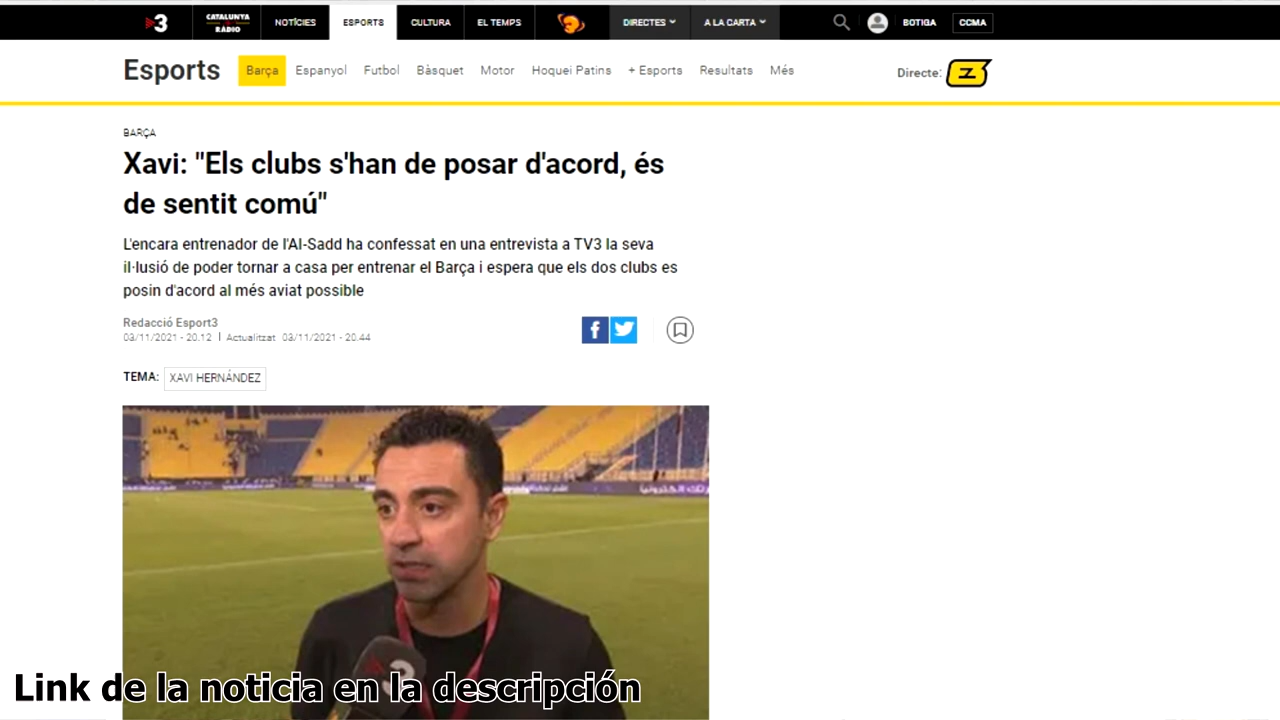 3 CATALUNYA RÀDIO NOTÍCIES ESPORTS CULTURA EL TEMPS DIRECTES A LA CARTA BOTIGA CCMA
Esports Barça Espanyol Futbol Bàsquet Motor Hoquei Patins + Esports Resultats Més Directe:
BARÇA
Xavi: "Els clubs s'han de posar d'acord, és
de sentit comú"
L'encara entrenador de l'Al-Sadd ha confessat en una entrevista a TV3 la seva
il·lusió de poder tornar a casa per entrenar el Barça i espera que els dos clubs es
posin d'acord al més aviat possible
Redacció Esport3
03/11/2021 - 20.12 | Actualitzat 03/11/2021 - 20.44
TEMA: XAVI HERNÁNDEZ
3
Link de la noticia en la descripción